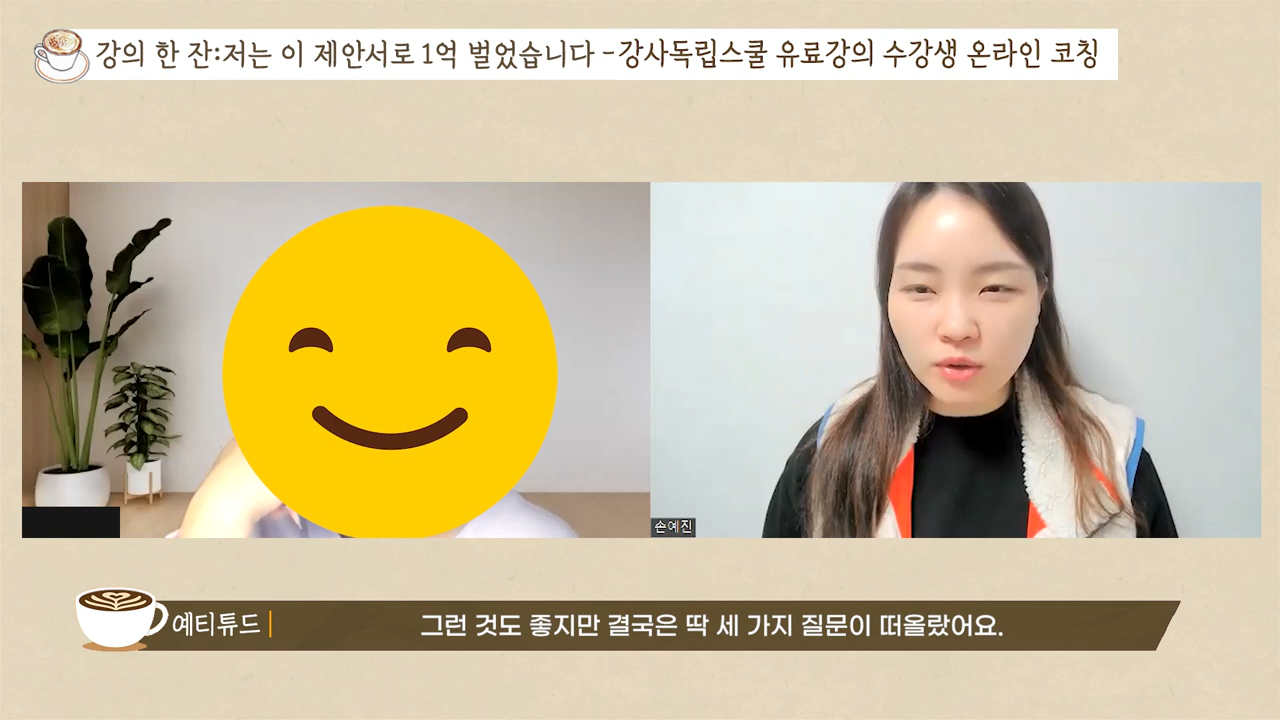 강의 한 잔:저는 이 제안서로 1억 벌었습니다 - 강사독립스쿨 유료강의 수강생 온라인 코칭
손예진
예티튜드 | 그런 것도 좋지만 결국은 딱 세 가지 질문이 떠올랐어요.